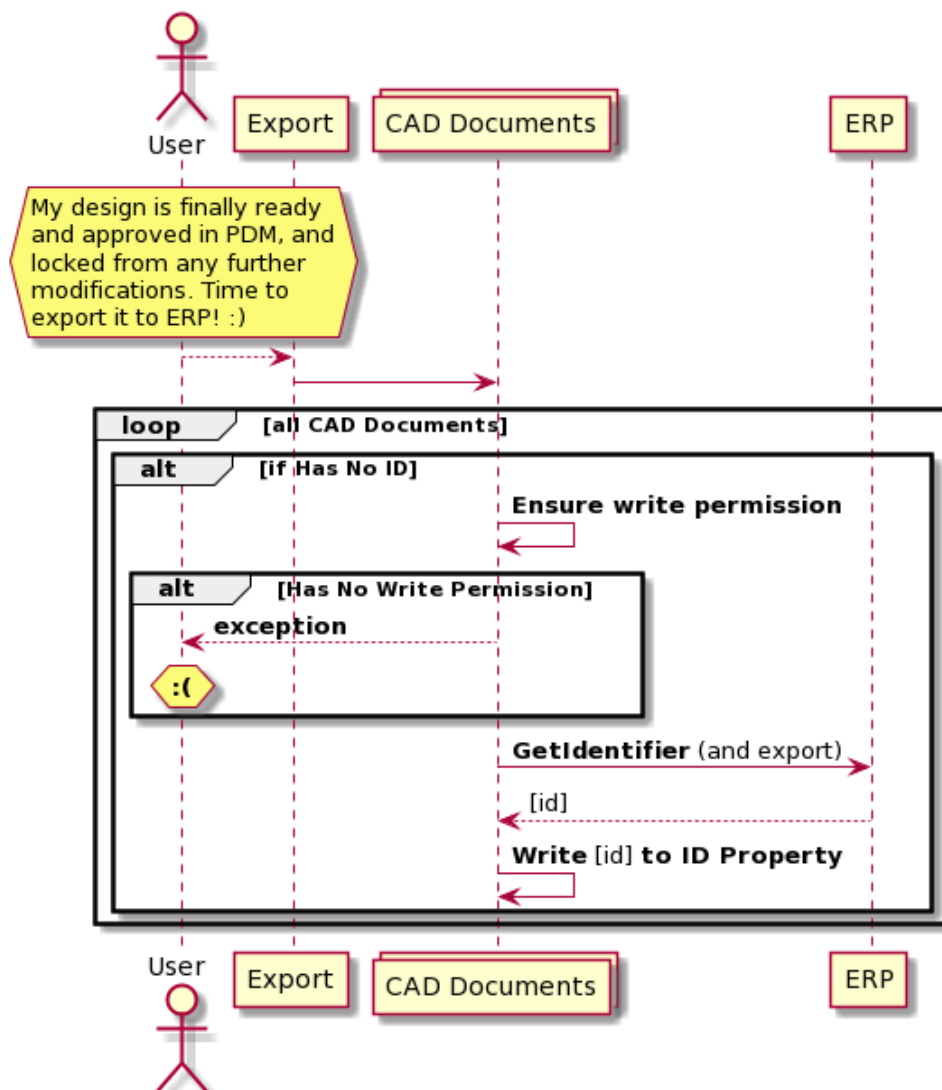 User
Export
CAD Documents
ERP
My design is finally ready
and approved in PDM, and
locked from any further
modifications. Time to
export it to ERP! :)
loop [all CAD Documents]
alt [if Has No ID]
Ensure write permission
alt [Has No Write Permission]
exception
:(
GetIdentifier (and export)
[id]
Write [id] to ID Property
User
Export
CAD Documents
ERP